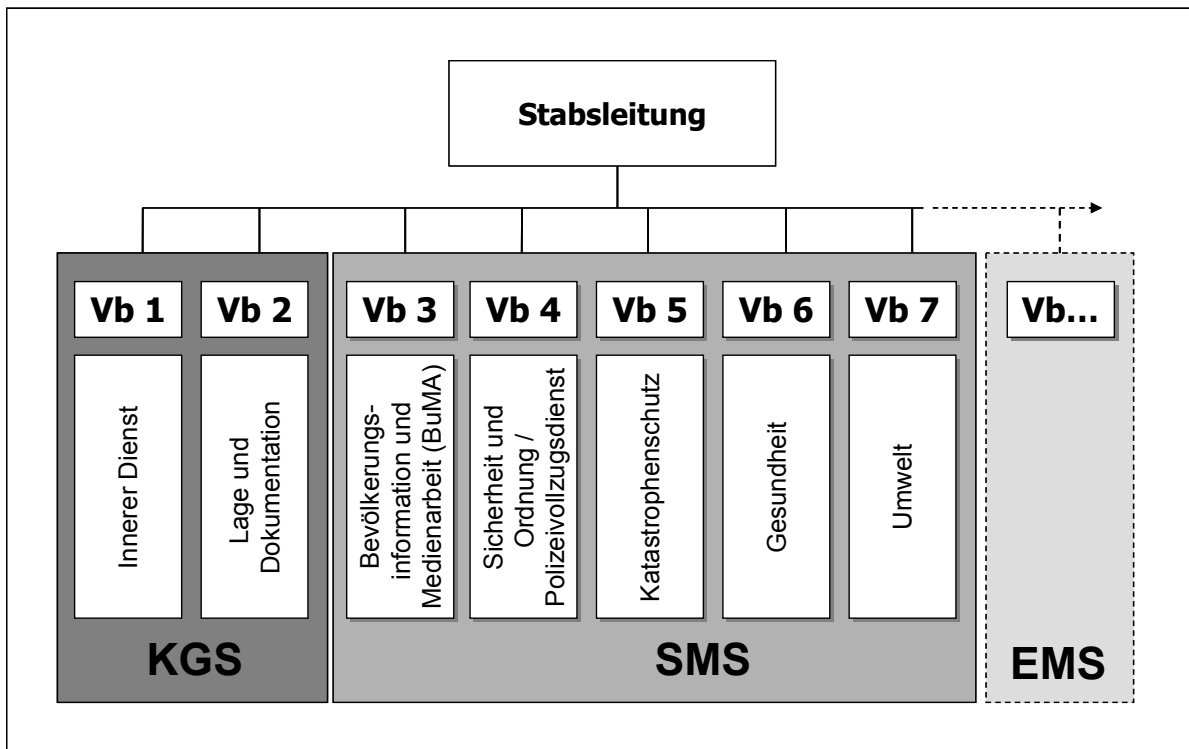 Stabsleitung
Vb 1
Vb 2
Vb 3
Vb 4
Vb 5
Vb 6
Vb 7
Vb...
Innerer Dienst
Lage und
Dokumentation
Bevölkerungs-
information und
Medienarbeit (BuMA)
Sicherheit und
Ordnung /
Polizeivollzugsdienst
Katastrophenschutz
Gesundheit
Umwelt
KGS
SMS
EMS